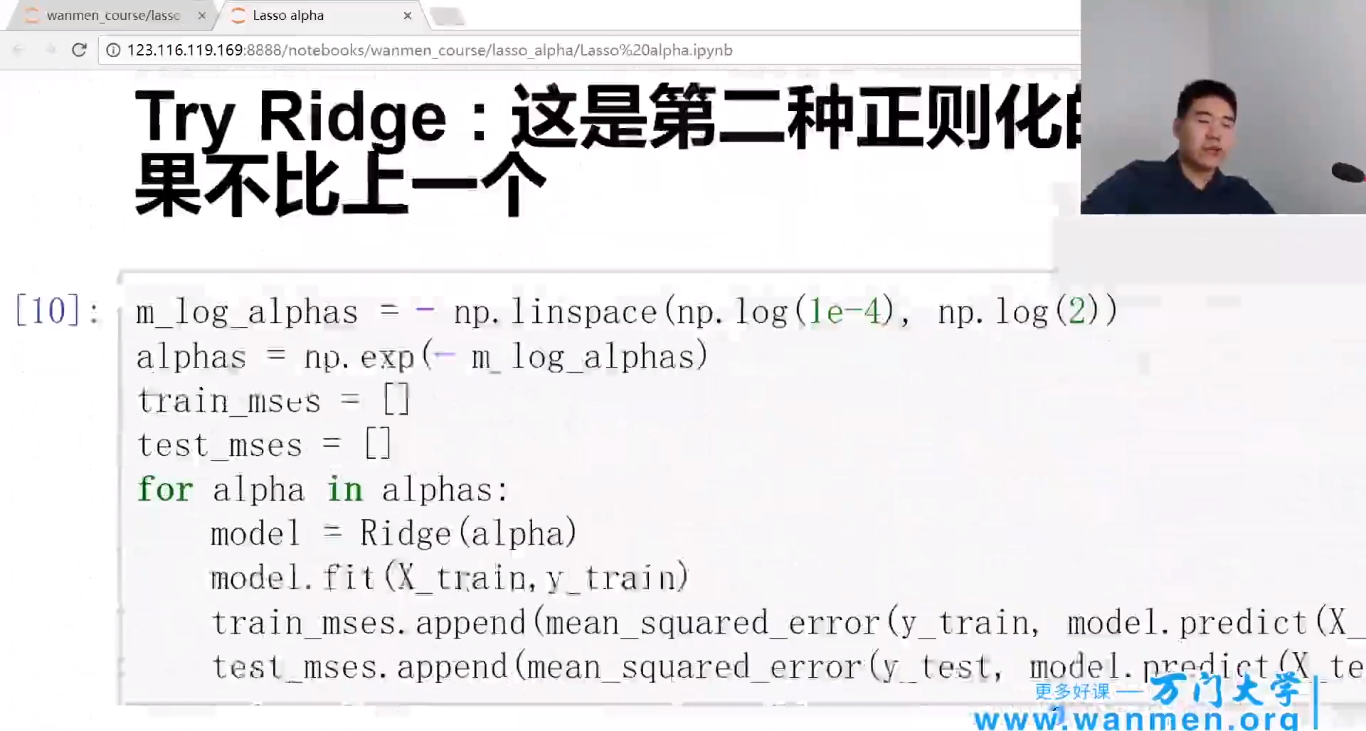 wanmen_course/lasso
Lasso alpha
123.116.119.169:8888/notebooks/wanmen_course/lasso_alpha/Lasso%20alpha.ipynb
Try Ridge：这是第二种正则化的
果不比上一个
[10]:
m_log_alphas = - np.linspace(np.log(1e-4), np.log(2))
alphas = np.exp(- m_log_alphas)
train_mses = []
test_mses = []
for alpha in alphas:
model = Ridge(alpha)
model.fit(X_train,y_train)
train_mses.append(mean_squared_error(y_train, model.predict(X_
test_mses.append(mean_squared_error(y_test, model.predict(X_te
更多好课 — 万门大学
www.wanmen.org